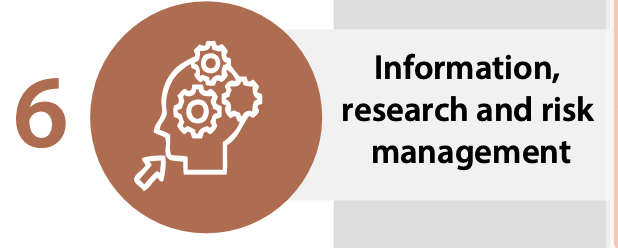 6
Information,
research and risk
management